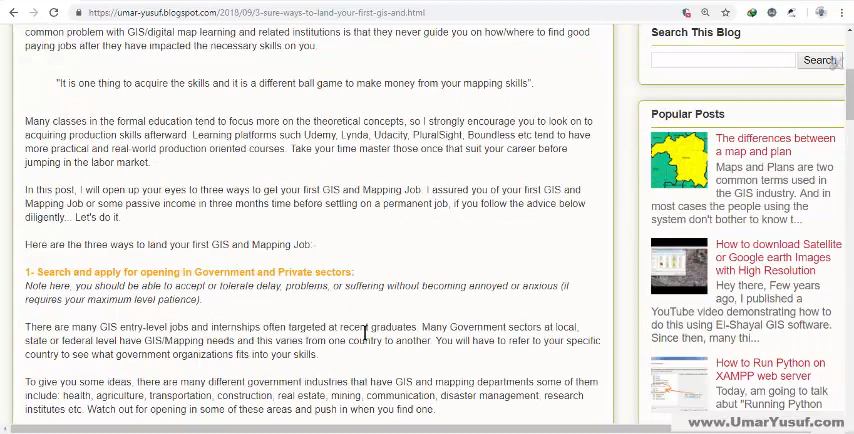 https://umar-yusuf.blogspot.com/2018/09/3-sure-ways-to-land-your-first-gis-and.html
common problem with GIS/digital map learning and related institutions is that they never guide you on how/where to find good
paying jobs after they have impacted the necessary skills on you.
"It is one thing to acquire the skills and it is a different ball game to make money from your mapping skills".
Many classes in the formal education tend to focus more on the theoretical concepts, so I strongly encourage you to look on to
acquiring production skills afterward. Learning platforms such Udemy, Lynda, Udacity, PluralSight, Boundless etc tend to have
more practical and real-world production oriented courses. Take your time master those once that suit your career before
jumping in the labor market.
In this post, I will open up your eyes to three ways to get your first GIS and Mapping Job. I assured you of your first GIS and
Mapping Job or some passive income in three months time before settling on a permanent job, if you follow the advice below
diligently... Let's do it.
Here are the three ways to land your first GIS and Mapping Job:-
1- Search and apply for opening in Government and Private sectors:
Note here, you should be able to accept or tolerate delay, problems, or suffering without becoming annoyed or anxious (it
requires your maximum level patience).
There are many GIS entry-level jobs and internships often targeted at recent graduates. Many Government sectors at local,
state or federal level have GIS/Mapping needs and this varies from one country to another. You will have to refer to your specific
country to see what government organizations fits into your skills.
To give you some ideas, there are many different government industries that have GIS and mapping departments some of them
include: health, agriculture, transportation, construction, real estate, mining, communication, disaster management, research
institutes etc. Watch out for opening in some of these areas and push in when you find one.
Search This Blog
Search
Popular Posts
The differences between
a map and plan
Maps and Plans are two
common terms used in
the GIS industry. And in
most cases the people using the
system don't bother to know t...
How to download Satellite
or Google earth Images
with High Resolution
Hey there, Few years
ago, I published a
YouTube video demonstrating how to
do this using El-Shayal GIS software.
Since then, many thi...
How to Run Python on
XAMPP web server
Today, am going to talk
about "Running Python
www.UmarYusuf.com